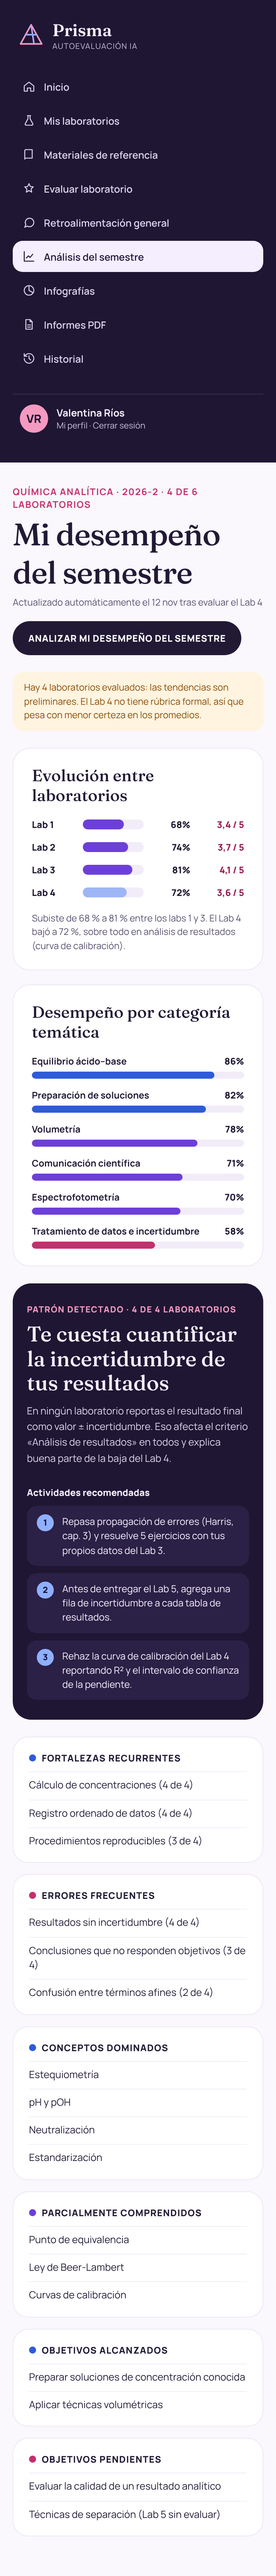 Prisma
AUTOEVALUACIÓN IA
Inicio
Mis laboratorios
Materiales de referencia
Evaluar laboratorio
Retroalimentación general
Análisis del semestre
Infografías
Informes PDF
Historial
VR
Valentina Ríos
Mi perfil · Cerrar sesión
QUÍMICA ANALÍTICA · 2026-2 · 4 DE 6
LABORATORIOS
Mi desempeño
del semestre
Actualizado automáticamente el 12 nov tras evaluar el Lab 4
ANALIZAR MI DESEMPEÑO DEL SEMESTRE
Hay 4 laboratorios evaluados: las tendencias son
preliminares. El Lab 4 no tiene rúbrica formal, así que
pesa con menor certeza en los promedios.
Evolución entre
laboratorios
Lab 1 68% 3,4 / 5
Lab 2 74% 3,7 / 5
Lab 3 81% 4,1 / 5
Lab 4 72% 3,6 / 5
Subiste de 68 % a 81 % entre los labs 1 y 3. El Lab 4
bajó a 72 %, sobre todo en análisis de resultados
(curva de calibración).
Desempeño por categoría
temática
Equilibrio ácido–base 86%
Preparación de soluciones 82%
Volumetría 78%
Comunicación científica 71%
Espectrofotometría 70%
Tratamiento de datos e incertidumbre 58%
PATRÓN DETECTADO · 4 DE 4 LABORATORIOS
Te cuesta cuantificar
la incertidumbre de
tus resultados
En ningún laboratorio reportas el resultado final
como valor ± incertidumbre. Eso afecta el criterio
«Análisis de resultados» en todos y explica
buena parte de la baja del Lab 4.
Actividades recomendadas
1 Repasa propagación de errores (Harris,
cap. 3) y resuelve 5 ejercicios con tus
propios datos del Lab 3.
2 Antes de entregar el Lab 5, agrega una
fila de incertidumbre a cada tabla de
resultados.
3 Rehaz la curva de calibración del Lab 4
reportando R² y el intervalo de confianza
de la pendiente.
FORTALEZAS RECURRENTES
Cálculo de concentraciones (4 de 4)
Registro ordenado de datos (4 de 4)
Procedimientos reproducibles (3 de 4)
ERRORES FRECUENTES
Resultados sin incertidumbre (4 de 4)
Conclusiones que no responden objetivos (3 de
4)
Confusión entre términos afines (2 de 4)
CONCEPTOS DOMINADOS
Estequiometría
pH y pOH
Neutralización
Estandarización
PARCIALMENTE COMPRENDIDOS
Punto de equivalencia
Ley de Beer-Lambert
Curvas de calibración
OBJETIVOS ALCANZADOS
Preparar soluciones de concentración conocida
Aplicar técnicas volumétricas
OBJETIVOS PENDIENTES
Evaluar la calidad de un resultado analítico
Técnicas de separación (Lab 5 sin evaluar)